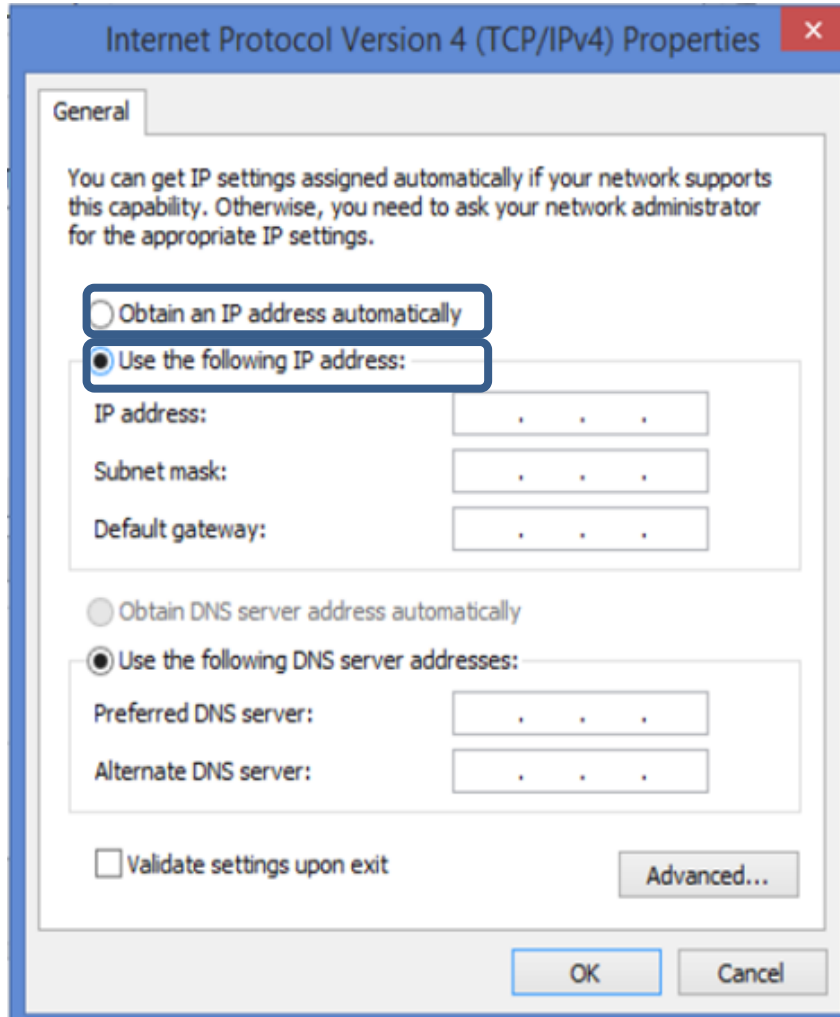 Internet Protocol Version 4 (TCP/IPv4) Properties
General
You can get IP settings assigned automatically if your network supports
this capability. Otherwise, you need to ask your network administrator
for the appropriate IP settings.
Obtain an IP address automatically
Use the following IP address:
IP address:
Subnet mask:
Default gateway:
Obtain DNS server address automatically
Use the following DNS server addresses:
Preferred DNS server:
Alternate DNS server:
Validate settings upon exit
Advanced...
OK Cancel